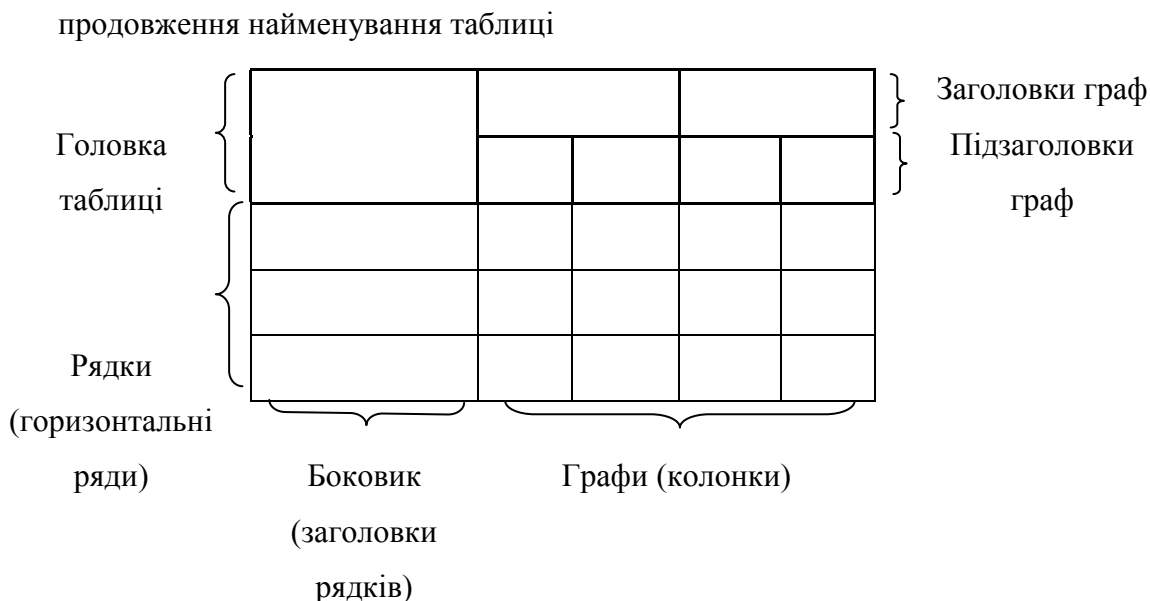 продовження найменування таблиці
Заголовки граф
Головка
таблиці
Підзаголовки
граф
Рядки
(горизонтальні
ряди)
Боковик
(заголовки
рядків)
Графи (колонки)